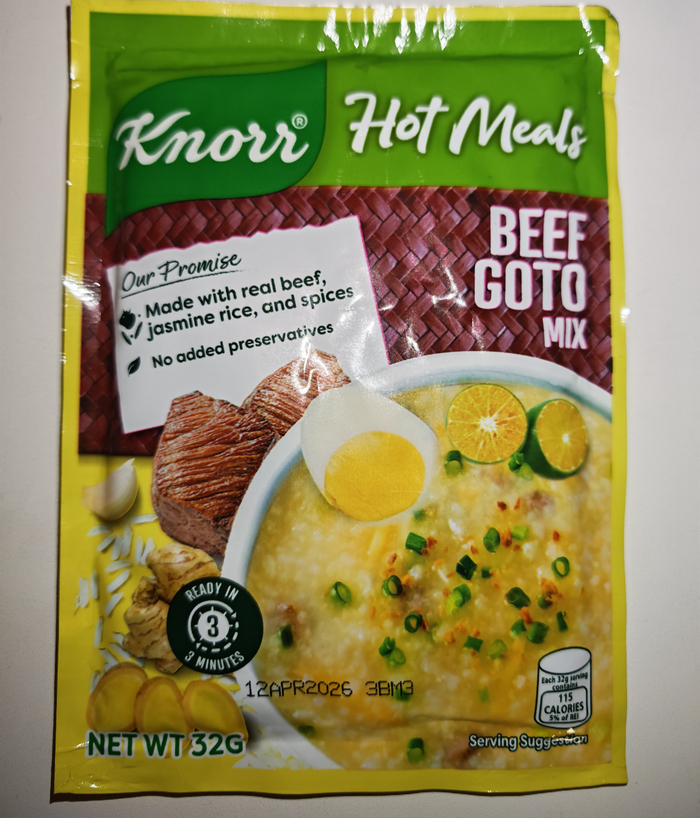 Knorr®
Hot Meals
BEEF
GOTO
MIX
Our Promise
Made with real beef,
jasmine rice, and spices
No added preservatives
READY IN
3
3 MINUTES
12APR2026 3BM3
Each 32g serving
contains
115
CALORIES
5% of REI
NET WT 32G
Serving Suggestion